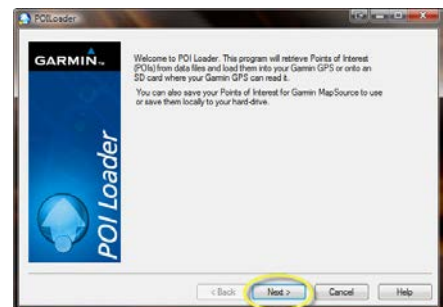 POILoader
GARMIN™
POI Loader
Welcome to POI Loader. This program will retrieve Points of Interest
(POIs) from data files and load them into your Garmin GPS or onto an
SD card where your Garmin GPS can read it.
You can also save your Points of Interest for Garmin MapSource to use
or save them locally to your hard-drive.
< Back
Next >
Cancel
Help